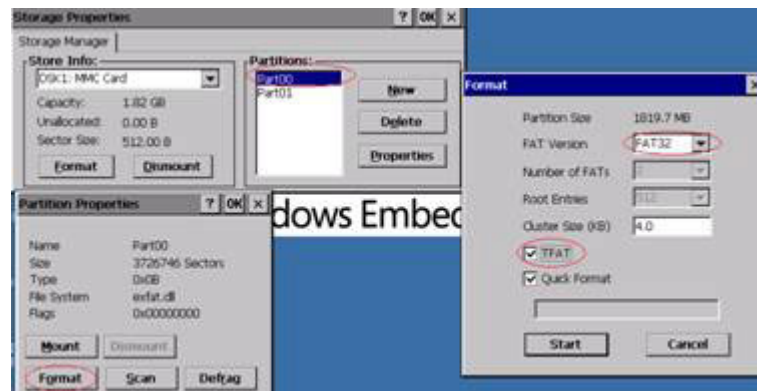 Storage Properties ? OK ×
Storage Manager
Store Info:
DSK1: MMC Card
Capacity: 1.82 GB
Unallocated: 0.00 B
Sector Size: 512.00 B
Format Dismount
Partitions:
Part00
Part01
New
Delete
Properties
Partition Properties ? OK ×
Name Part00
Size 3726746 Sectors
Type 0x0B
File System exfat.dll
Flags 0x00000000
Mount Dismount
Format Scan Defrag
dows Embed
Format ×
Partition Size 1819.7 MB
FAT Version FAT32
Number of FATs 2
Root Entries 512
Cluster Size (KB) 4.0
TFAT
Quick Format
Start Cancel